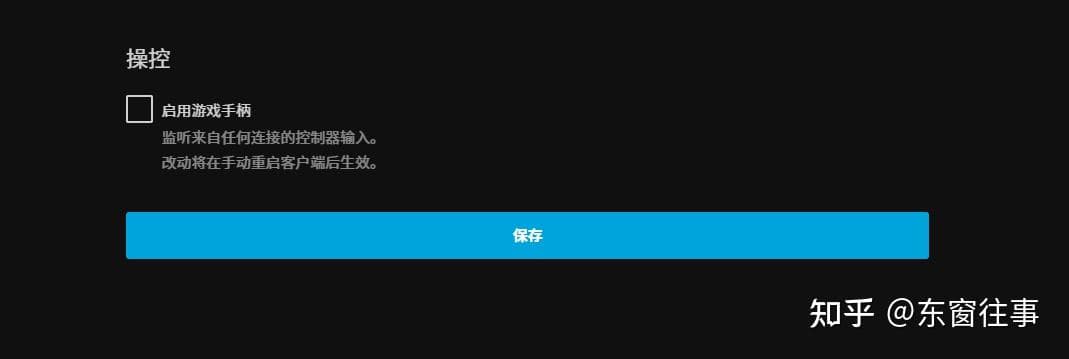 操控
启用游戏手柄
监听来自任何连接的控制器输入。
改动将在手动重启客户端后生效。
保存
知乎 @东窗往事